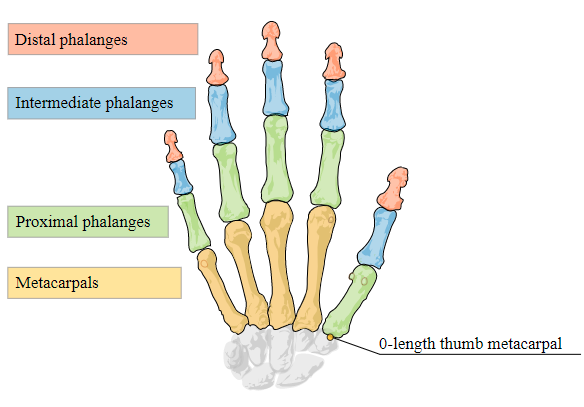 Distal phalanges
Intermediate phalanges
Proximal phalanges
Metacarpals
0-length thumb metacarpal